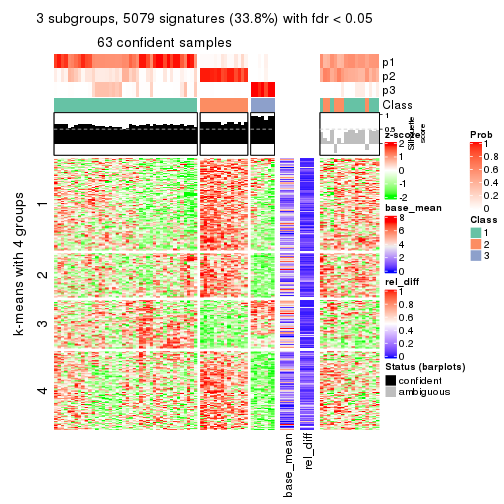 3 subgroups, 5079 signatures (33.8%) with fdr < 0.05
63 confident samples
p1
p2
p3
Class
1
0.5
0
Silhouette
score
k-means with 4 groups
1
2
3
4
base_mean
rel_diff
z-score
2
1
0
-1
-2
base_mean
8
6
4
2
0
rel_diff
1
0.8
0.6
0.4
0.2
0
Status (barplots)
confident
ambiguous
Prob
1
0.8
0.6
0.4
0.2
0
Class
1
2
3